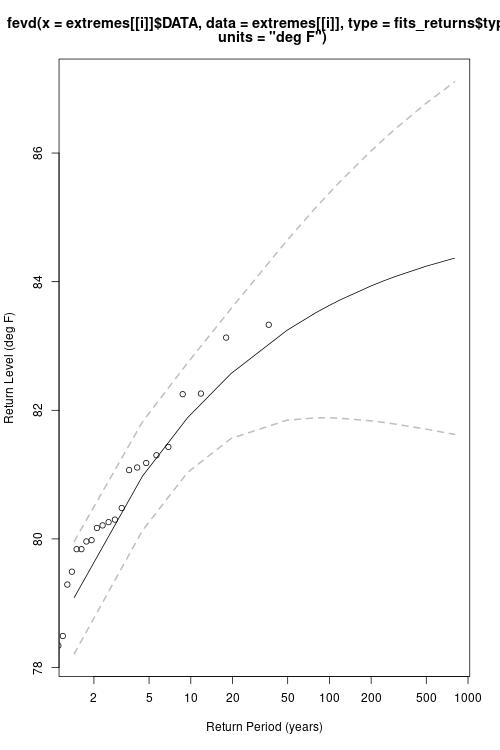 fevd(x = extremes[[i]]$DATA, data = extremes[[i]], type = fits_returns$typ
units = "deg F")
86
84
82
80
78
Return Level (deg F)
2 5 10 20 50 100 200 500 1000
Return Period (years)